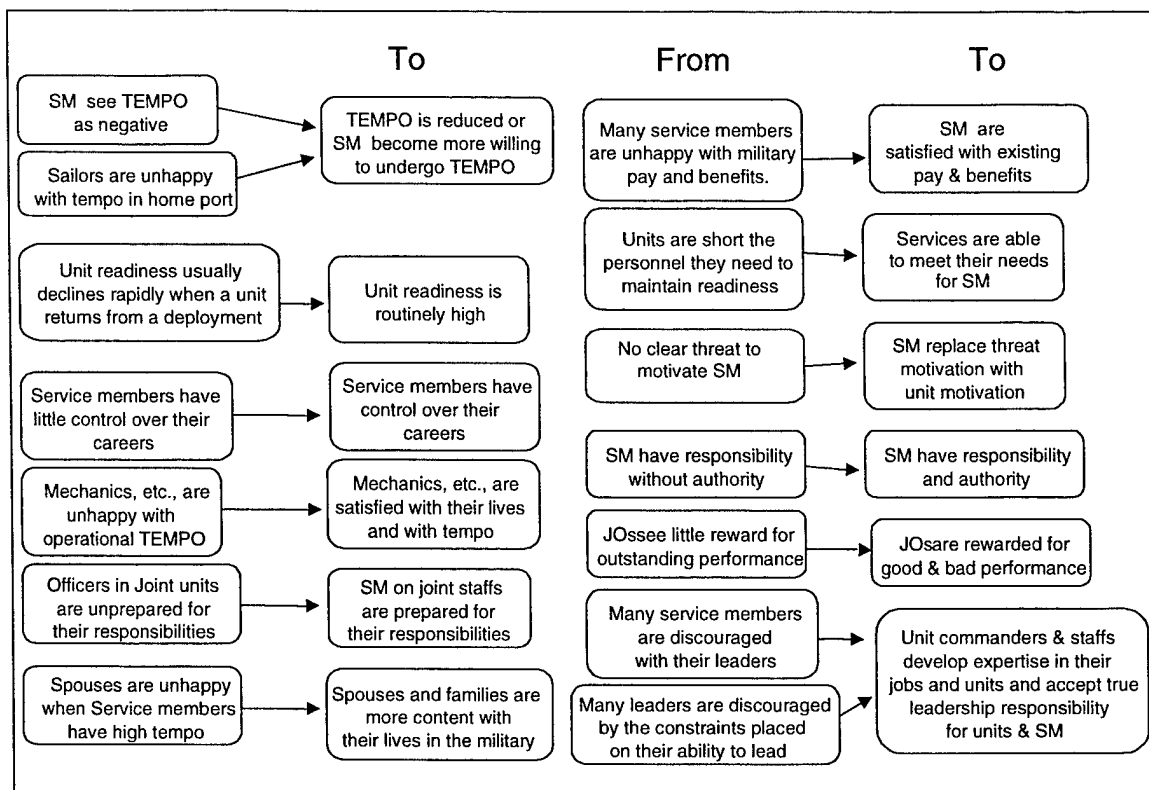 To
SM see TEMPO
as negative
Sailors are unhappy
with tempo in home port
TEMPO is reduced or
SM become more willing
to undergo TEMPO
Unit readiness usually
declines rapidly when a unit
returns from a deployment
Unit readiness is
routinely high
Service members have
little control over their
careers
Service members have
control over their
careers
Mechanics, etc., are
unhappy with
operational TEMPO
Mechanics, etc., are
satisfied with their lives
and with tempo
Officers in Joint units
are unprepared for
their responsibilities
SM on joint staffs
are prepared for
their responsibilities
Spouses are unhappy
when Service members
have high tempo
Spouses and families are
more content with
their lives in the military
From
To
Many service members
are unhappy with military
pay and benefits.
SM are
satisfied with existing
pay & benefits
Units are short the
personnel they need to
maintain readiness
Services are able
to meet their needs
for SM
No clear threat to
motivate SM
SM replace threat
motivation with
unit motivation
SM have responsibility
without authority
SM have responsibility
and authority
JOssee little reward for
outstanding performance
JOsare rewarded for
good & bad performance
Many service members
are discouraged
with their leaders
Many leaders are discouraged
by the constraints placed
on their ability to lead
Unit commanders & staffs
develop expertise in their
jobs and units and accept true
leadership responsibility
for units & SM